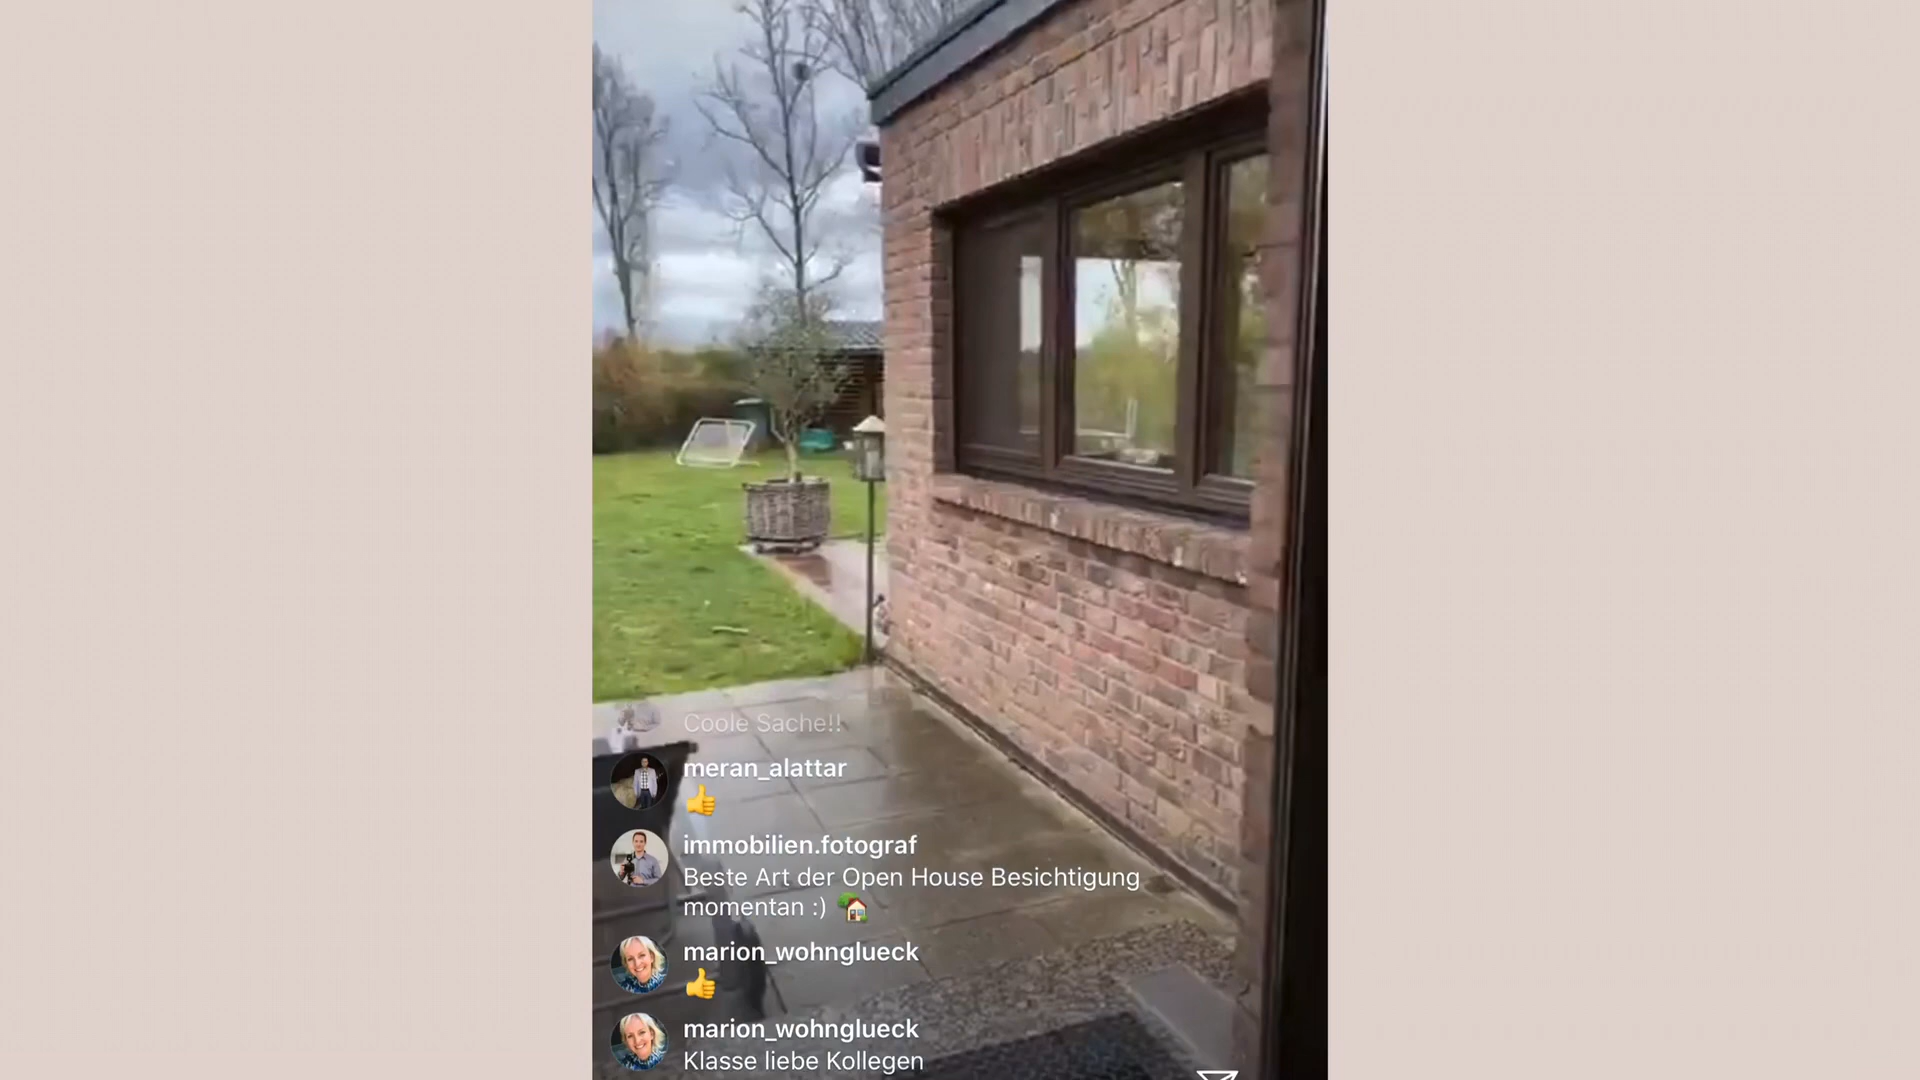 Coole Sache!!
meran_alattar
👍
immobilien.fotograf
Beste Art der Open House Besichtigung
momentan :) 🏡
marion_wohnglueck
👍
marion_wohnglueck
Klasse liebe Kollegen